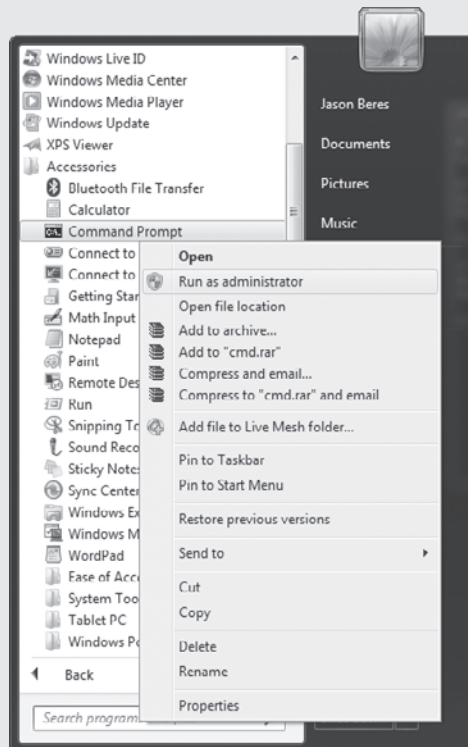 Windows Live ID
Windows Media Center
Windows Media Player
Windows Update
XPS Viewer
Accessories
Bluetooth File Transfer
Calculator
Command Prompt
Connect to
Connect to
Getting Star
Math Input
Notepad
Paint
Remote Des
Run
Snipping To
Sound Reco
Sticky Note
Sync Center
Windows Ex
Windows M
WordPad
Ease of Acce
System Too
Tablet PC
Windows Po
Back
Search program
Jason Beres
Documents
Pictures
Music
Open
Run as administrator
Open file location
Add to archive...
Add to "cmd.rar"
Compress and email...
Compress to "cmd.rar" and email
Add file to Live Mesh folder...
Pin to Taskbar
Pin to Start Menu
Restore previous versions
Send to
Cut
Copy
Delete
Rename
Properties